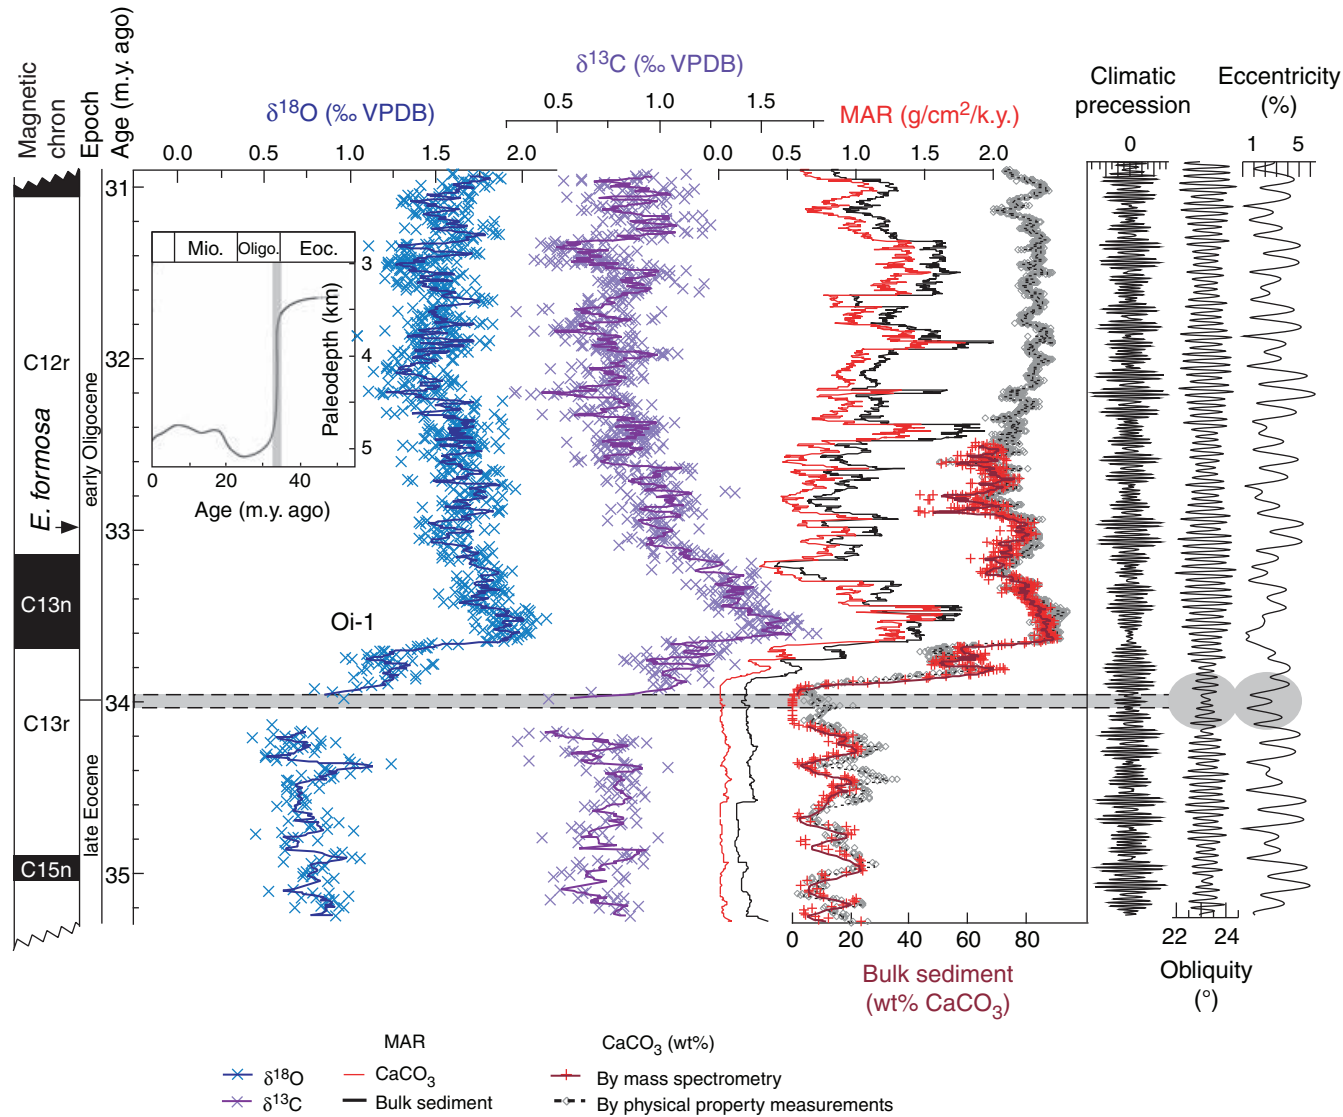 δ13C (‰ VPDB)
0.5 1.0 1.5
δ18O (‰ VPDB)
0.0 0.5 1.0 1.5 2.0
MAR (g/cm2/k.y.)
0.0 0.5 1.0 1.5 2.0
Climatic
precession
0
Eccentricity
(%)
1 5
Magnetic
chron
Epoch
Age (m.y. ago)
31
32
33
34
35
C12r
E. formosa
C13n
C13r
C15n
early Oligocene
late Eocene
Mio. Oligo. Eoc.
3
4
5
Paleodepth (km)
0 20 40
Age (m.y. ago)
Oi-1
0 20 40 60 80
Bulk sediment
(wt% CaCO3)
22 24
Obliquity
(°)
MAR
CaCO3 (wt%)
δ18O
CaCO3
By mass spectrometry
δ13C
Bulk sediment
By physical property measurements